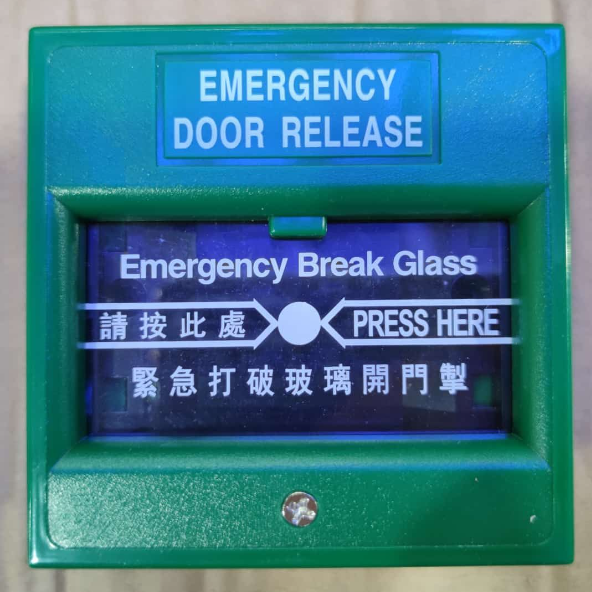 EMERGENCY
DOOR RELEASE
Emergency Break Glass
請按此處 PRESS HERE
緊急打破玻璃開門掣